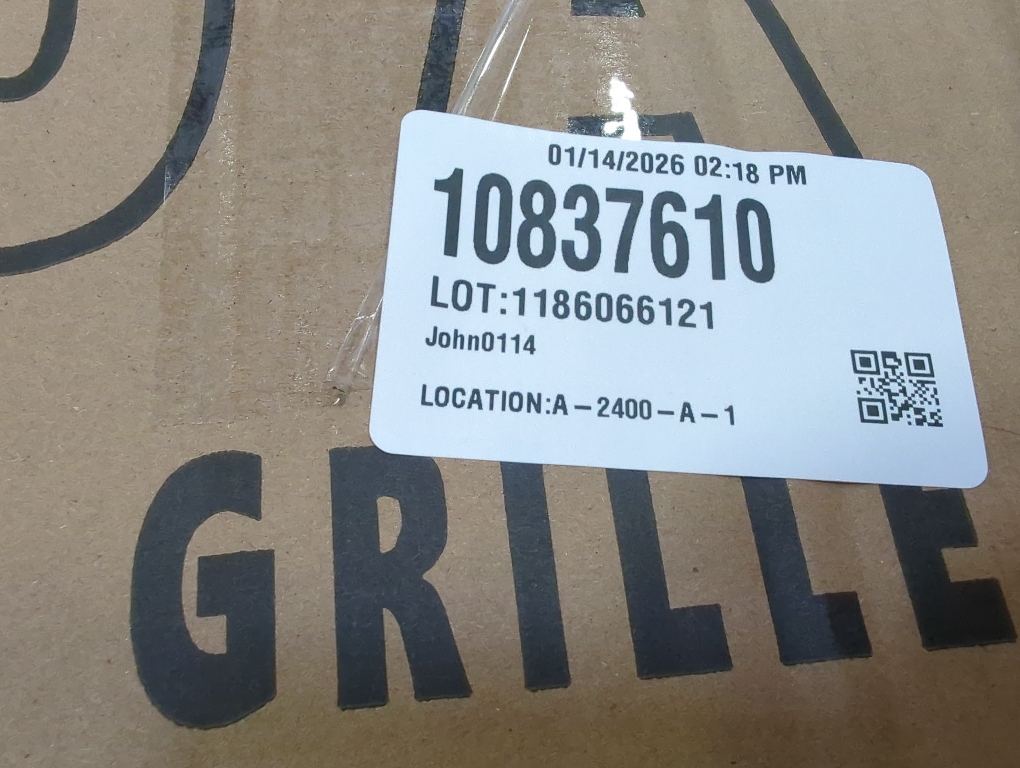 01/14/2026 02:18 PM
10837610
LOT:1186066121
John0114
LOCATION:A-2400-A-1
GRILLE